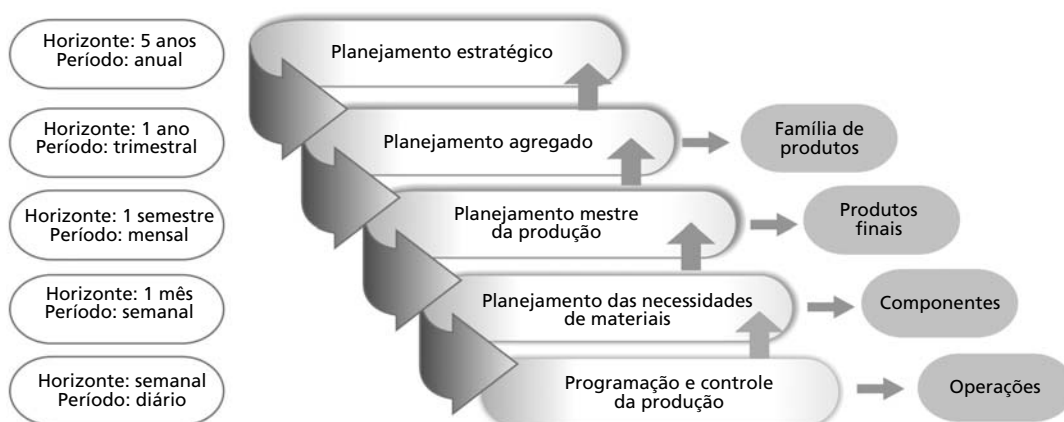 Horizonte: 5 anos
Período: anual
Planejamento estratégico
Horizonte: 1 ano
Período: trimestral
Planejamento agregado
Família de
produtos
Horizonte: 1 semestre
Período: mensal
Planejamento mestre
da produção
Produtos
finais
Horizonte: 1 mês
Período: semanal
Planejamento das necessidades
de materiais
Componentes
Horizonte: semanal
Período: diário
Programação e controle
da produção
Operações